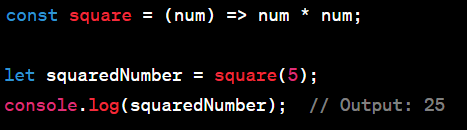 const square = (num) => num * num;
let squaredNumber = square(5);
console.log(squaredNumber);  // Output: 25